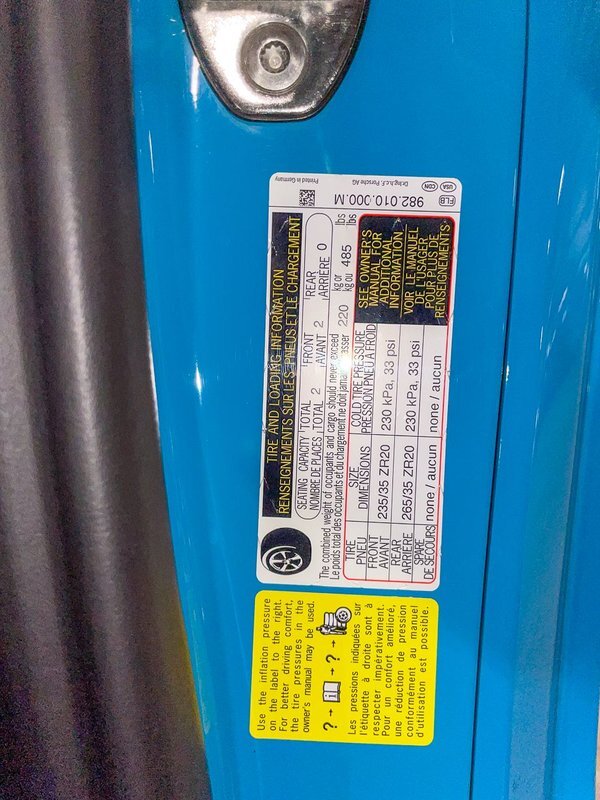 Use the inflation pressure
on the label to the right.
For better driving comfort,
the tire pressures in the
owner's manual may be used.
? → i → ? →
Les pressions indiquées sur
l'étiquette à droite sont à
respecter impérativement.
Pour un confort amélioré,
une réduction de pression
conformément au manuel
d'utilisation est possible.
TIRE AND LOADING INFORMATION
RENSEIGNEMENTS SUR LES PNEUS ET LE CHARGEMENT
SEATING CAPACITY TOTAL 2 FRONT 2 REAR 0
NOMBRE DE PLACES TOTAL AVANT ARRIÈRE
The combined weight of occupants and cargo should never exceed 220 kg or 485 lbs
Le poids total des occupants et du chargement ne doit kg ou lbs
TIRE SIZE COLD TIRE PRESSURE
PNEU DIMENSIONS PRESSION PNEU À FROID
FRONT 235/35 ZR20 230 kPa, 33 psi
AVANT
REAR 265/35 ZR20 230 kPa, 33 psi
ARRIÈRE
SPARE none / aucun none / aucun
DE SECOURS
SEE OWNER'S
MANUAL FOR
ADDITIONAL
INFORMATION
VOIR LE MANUEL
DE L'USAGER
POUR PLUS DE
RENSEIGNEMENTS
Printed in Germany
Dr.Ing.h.c.F. Porsche AG
USA CDN
982.010.000.M FLB